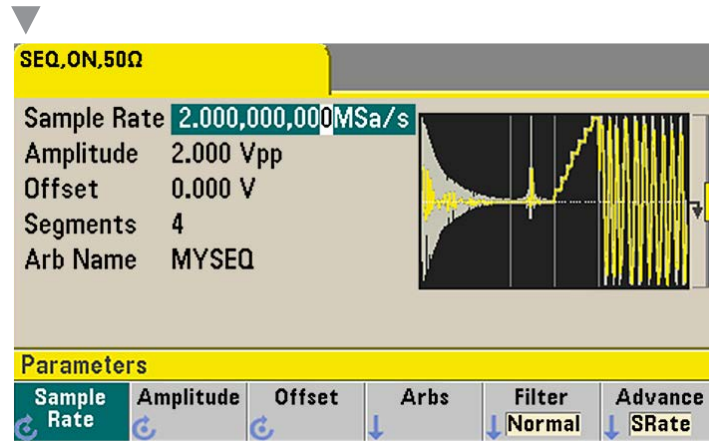 SEQ,ON,50Ω
Sample Rate 2.000,000,000MSa/s
Amplitude 2.000 Vpp
Offset 0.000 V
Segments 4
Arb Name MYSEQ
Parameters
Sample Rate Amplitude Offset Arbs Filter Normal Advance SRate